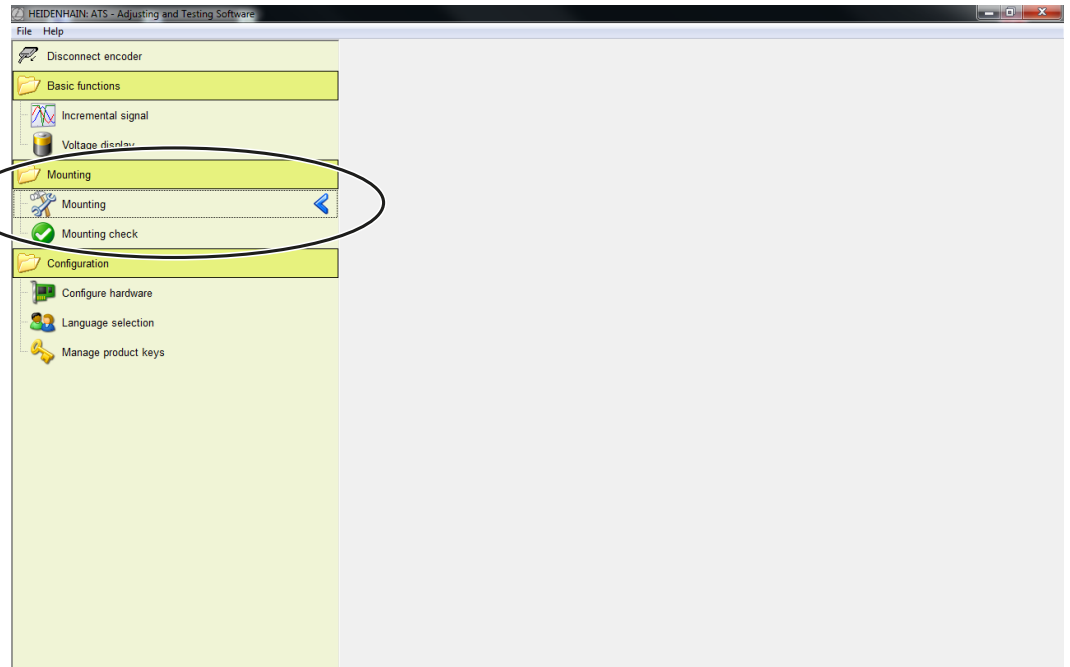 HEIDENHAIN: ATS - Adjusting and Testing Software
File Help
Disconnect encoder
Basic functions
Incremental signal
Voltage display
Mounting
Mounting
Mounting check
Configuration
Configure hardware
Language selection
Manage product keys